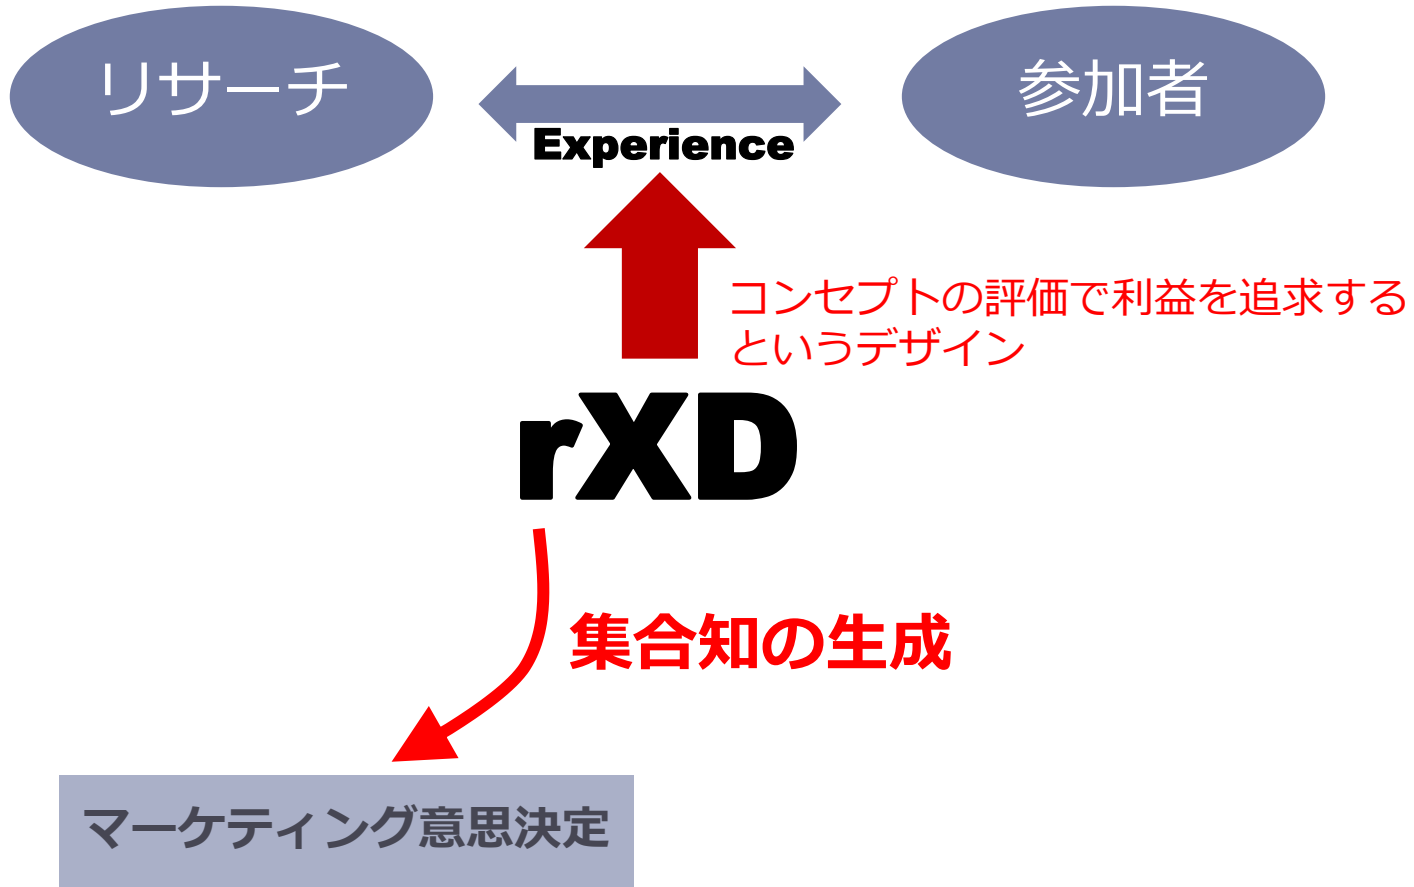 リサーチ
参加者
Experience
コンセプトの評価で利益を追求する
というデザイン
rXD
集合知の生成
マーケティング意思決定